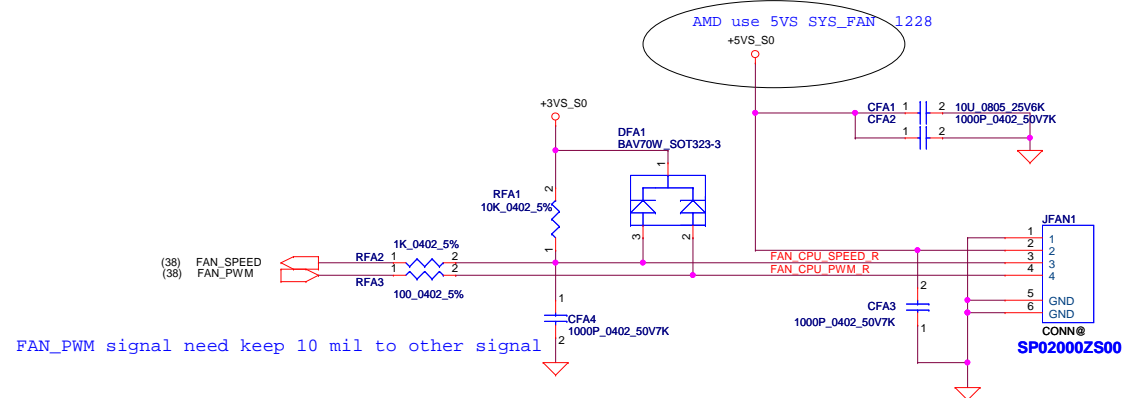 AMD use 5VS SYS_FAN 1228
+5VS_S0
+3VS_S0
CFA1 1 2 10U_0805_25V6K
CFA2 1000P_0402_50V7K
1 2
DFA1
BAV70W_SOT323-3
1
2
RFA1
10K_0402_5%
1
3 2
JFAN1
1 1
2 2
3 3
4 4
5 GND
6 GND
CONN@
SP02000ZS00
1K_0402_5%
(38) FAN_SPEED RFA2 1 2 FAN_CPU_SPEED_R
(38) FAN_PWM 1 2 FAN_CPU_PWM_R
RFA3
100_0402_5%
1
CFA4
1000P_0402_50V7K
2
2
CFA3
1000P_0402_50V7K
1
FAN_PWM signal need keep 10 mil to other signal